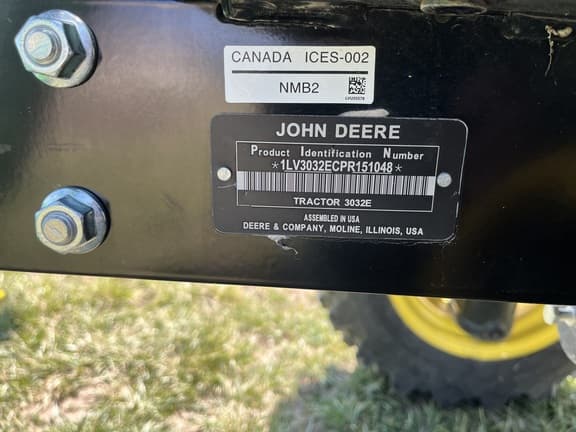 CANADA ICES-002
NMB2
JOHN DEERE
Product Identification Number
*1LV3032ECPR151048*
TRACTOR 3032E
ASSEMBLED IN USA
DEERE & COMPANY, MOLINE, ILLINOIS, USA